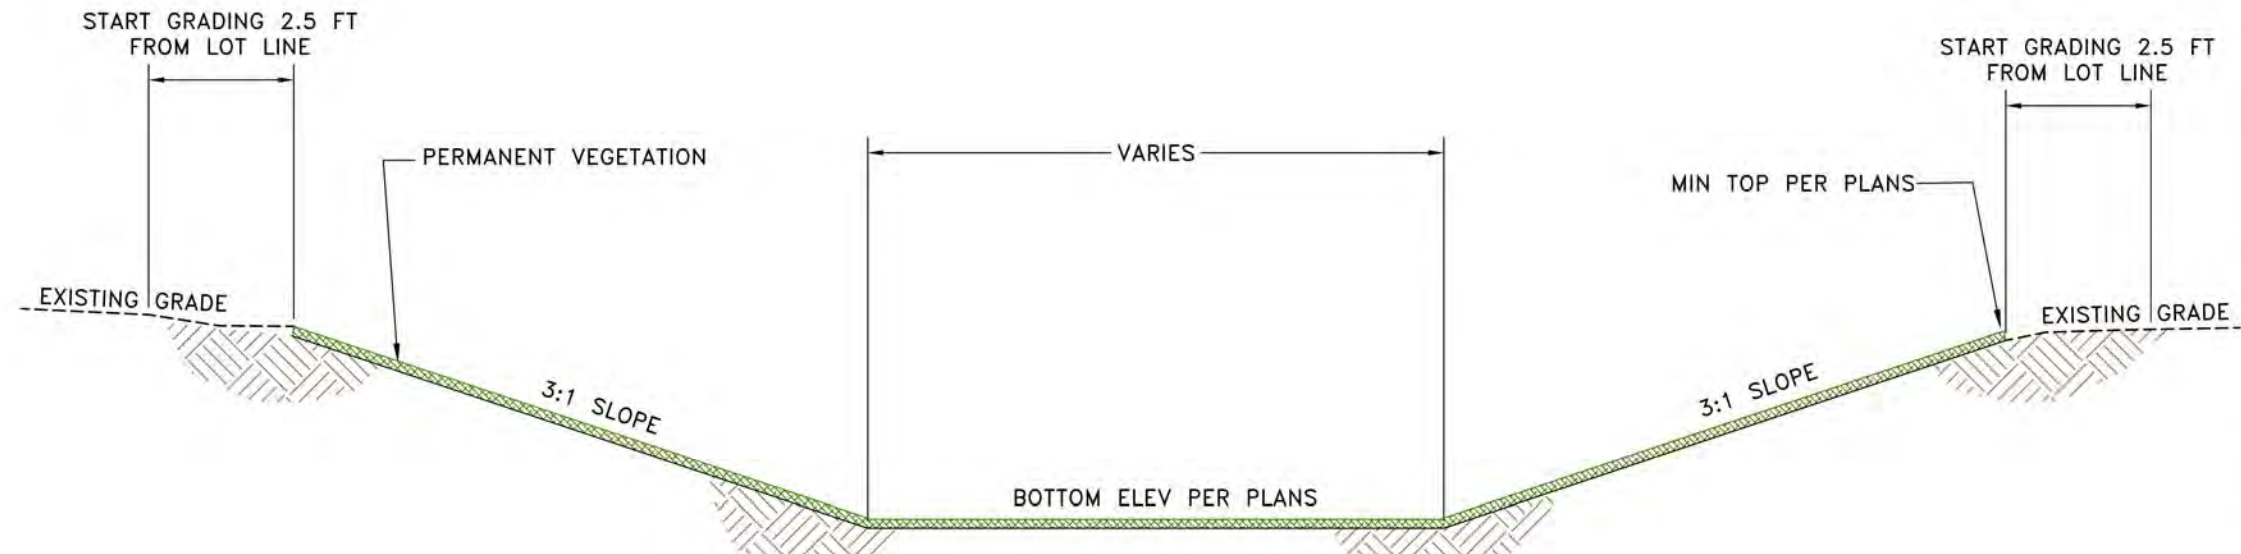 START GRADING 2.5 FT
FROM LOT LINE
START GRADING 2.5 FT
FROM LOT LINE
PERMANENT VEGETATION
VARIES
MIN TOP PER PLANS
EXISTING GRADE
EXISTING GRADE
3:1 SLOPE
3:1 SLOPE
BOTTOM ELEV PER PLANS